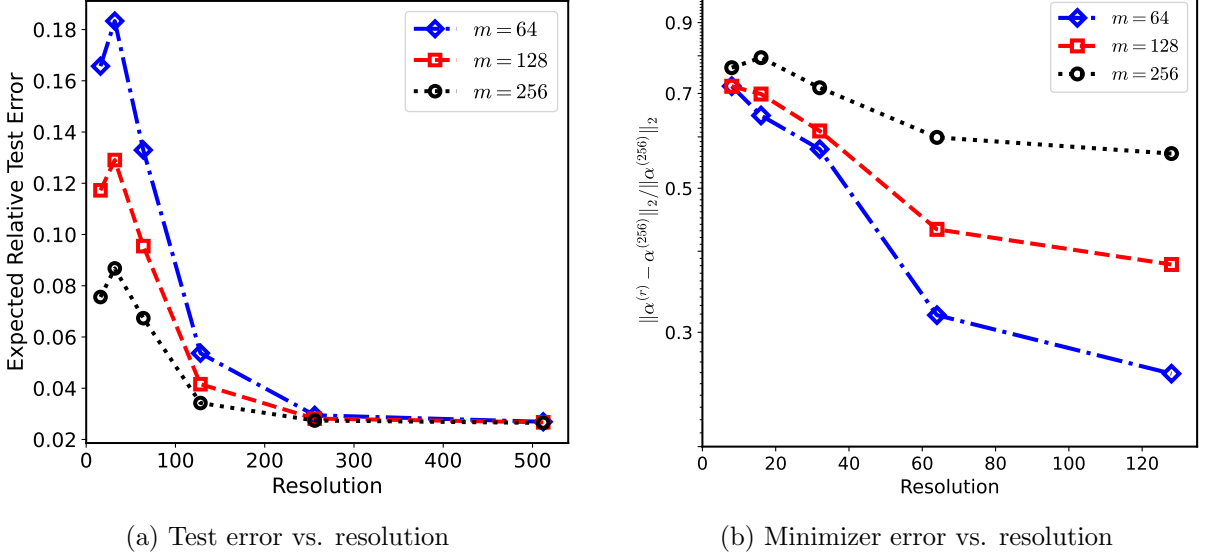 0.18
0.16
0.14
0.12
0.10
0.08
0.06
0.04
0.02
Expected Relative Test Error
m = 64
m = 128
m = 256
0 100 200 300 400 500
Resolution
(a) Test error vs. resolution
0.9
0.7
0.5
0.3
‖α^(r) − α^(256)‖₂/‖α^(256)‖₂
m = 64
m = 128
m = 256
0 20 40 60 80 100 120
Resolution
(b) Minimizer error vs. resolution